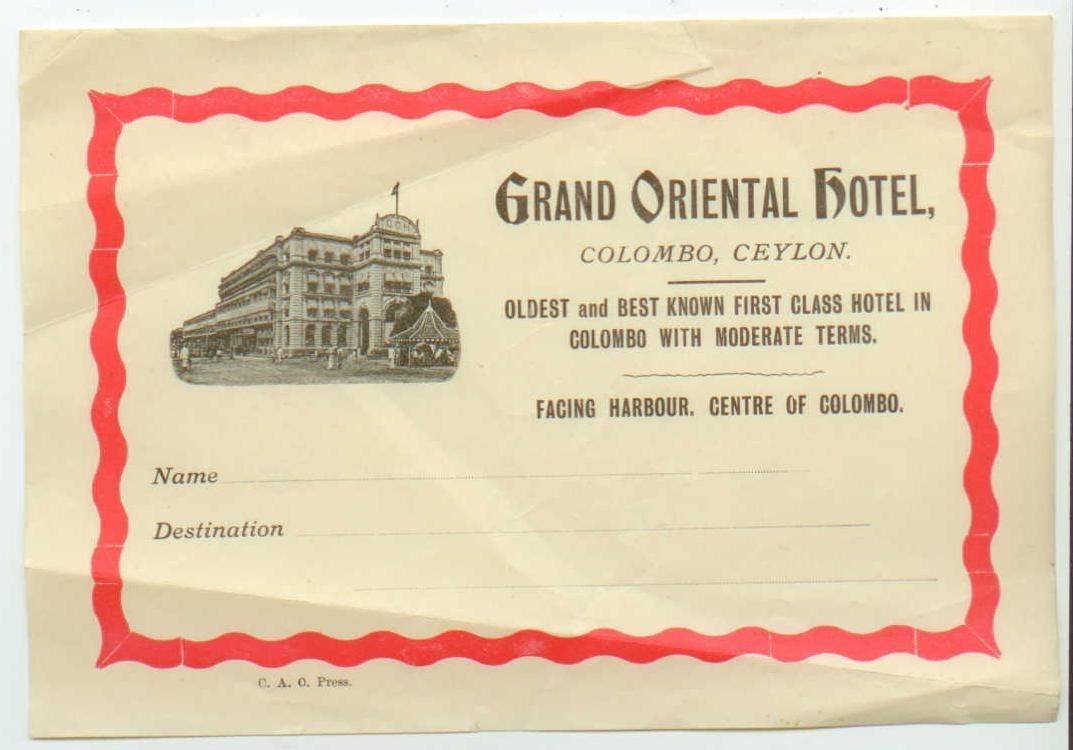 GRAND ORIENTAL HOTEL,
COLOMBO, CEYLON.
OLDEST and BEST KNOWN FIRST CLASS HOTEL IN
COLOMBO WITH MODERATE TERMS.
FACING HARBOUR. CENTRE OF COLOMBO.
Name
Destination
C. A. C. Press.